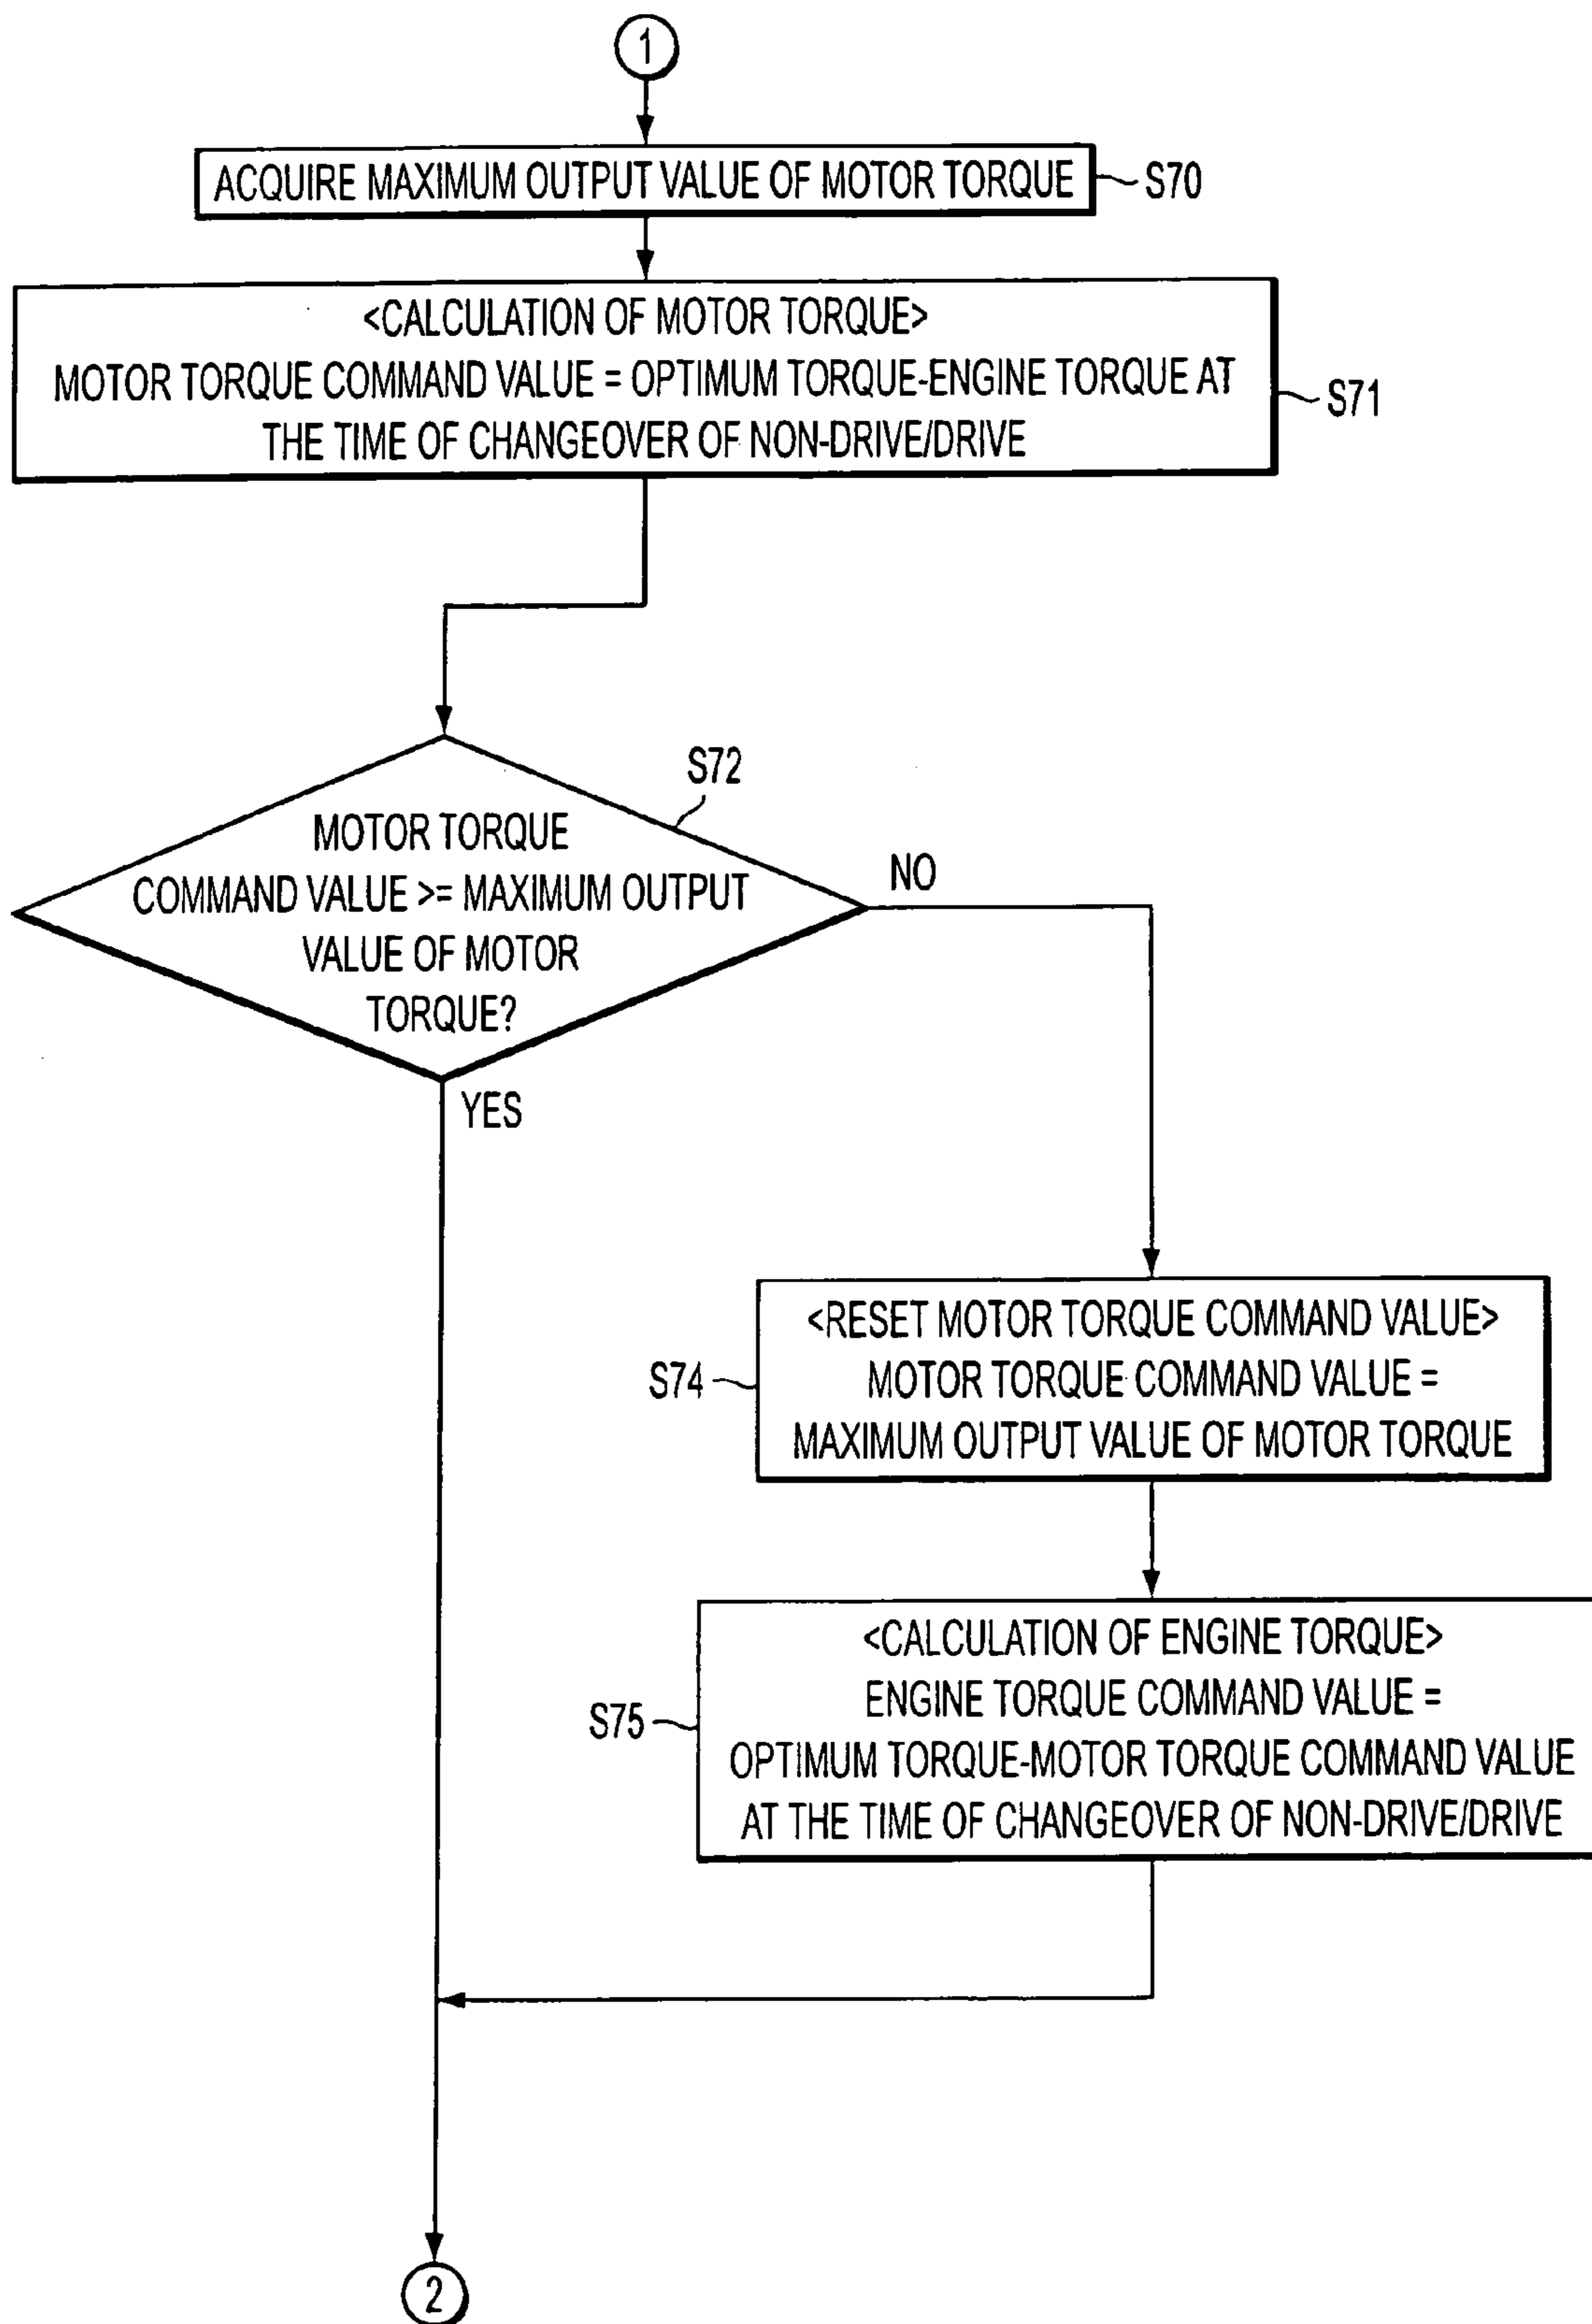 1
ACQUIRE MAXIMUM OUTPUT VALUE OF MOTOR TORQUE
S70
<CALCULATION OF MOTOR TORQUE>
MOTOR TORQUE COMMAND VALUE = OPTIMUM TORQUE-ENGINE TORQUE AT
THE TIME OF CHANGEOVER OF NON-DRIVE/DRIVE
S71
S72
MOTOR TORQUE
COMMAND VALUE >= MAXIMUM OUTPUT
VALUE OF MOTOR
TORQUE?
NO
YES
<RESET MOTOR TORQUE COMMAND VALUE>
MOTOR TORQUE COMMAND VALUE =
MAXIMUM OUTPUT VALUE OF MOTOR TORQUE
S74
<CALCULATION OF ENGINE TORQUE>
ENGINE TORQUE COMMAND VALUE =
OPTIMUM TORQUE-MOTOR TORQUE COMMAND VALUE
AT THE TIME OF CHANGEOVER OF NON-DRIVE/DRIVE
S75
2